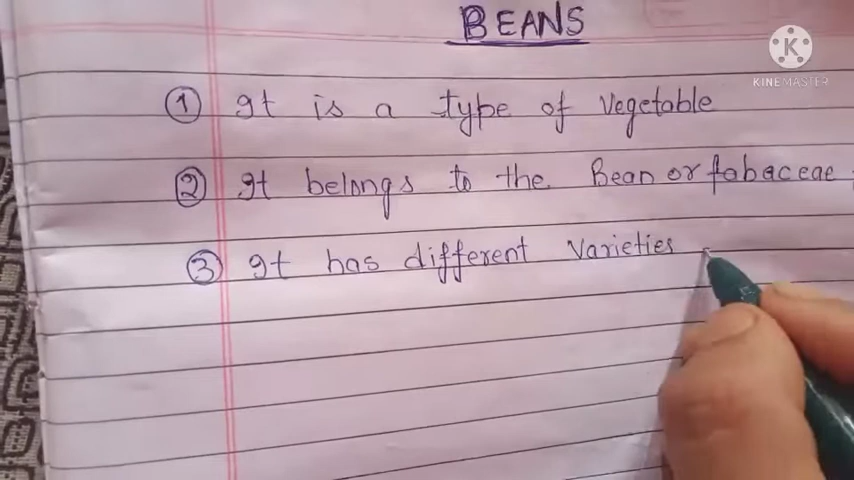 BEANS
K
KINEMASTER
① It is a type of Vegetable
② It belongs to the Bean or fabaceae
③ It has different Varieties